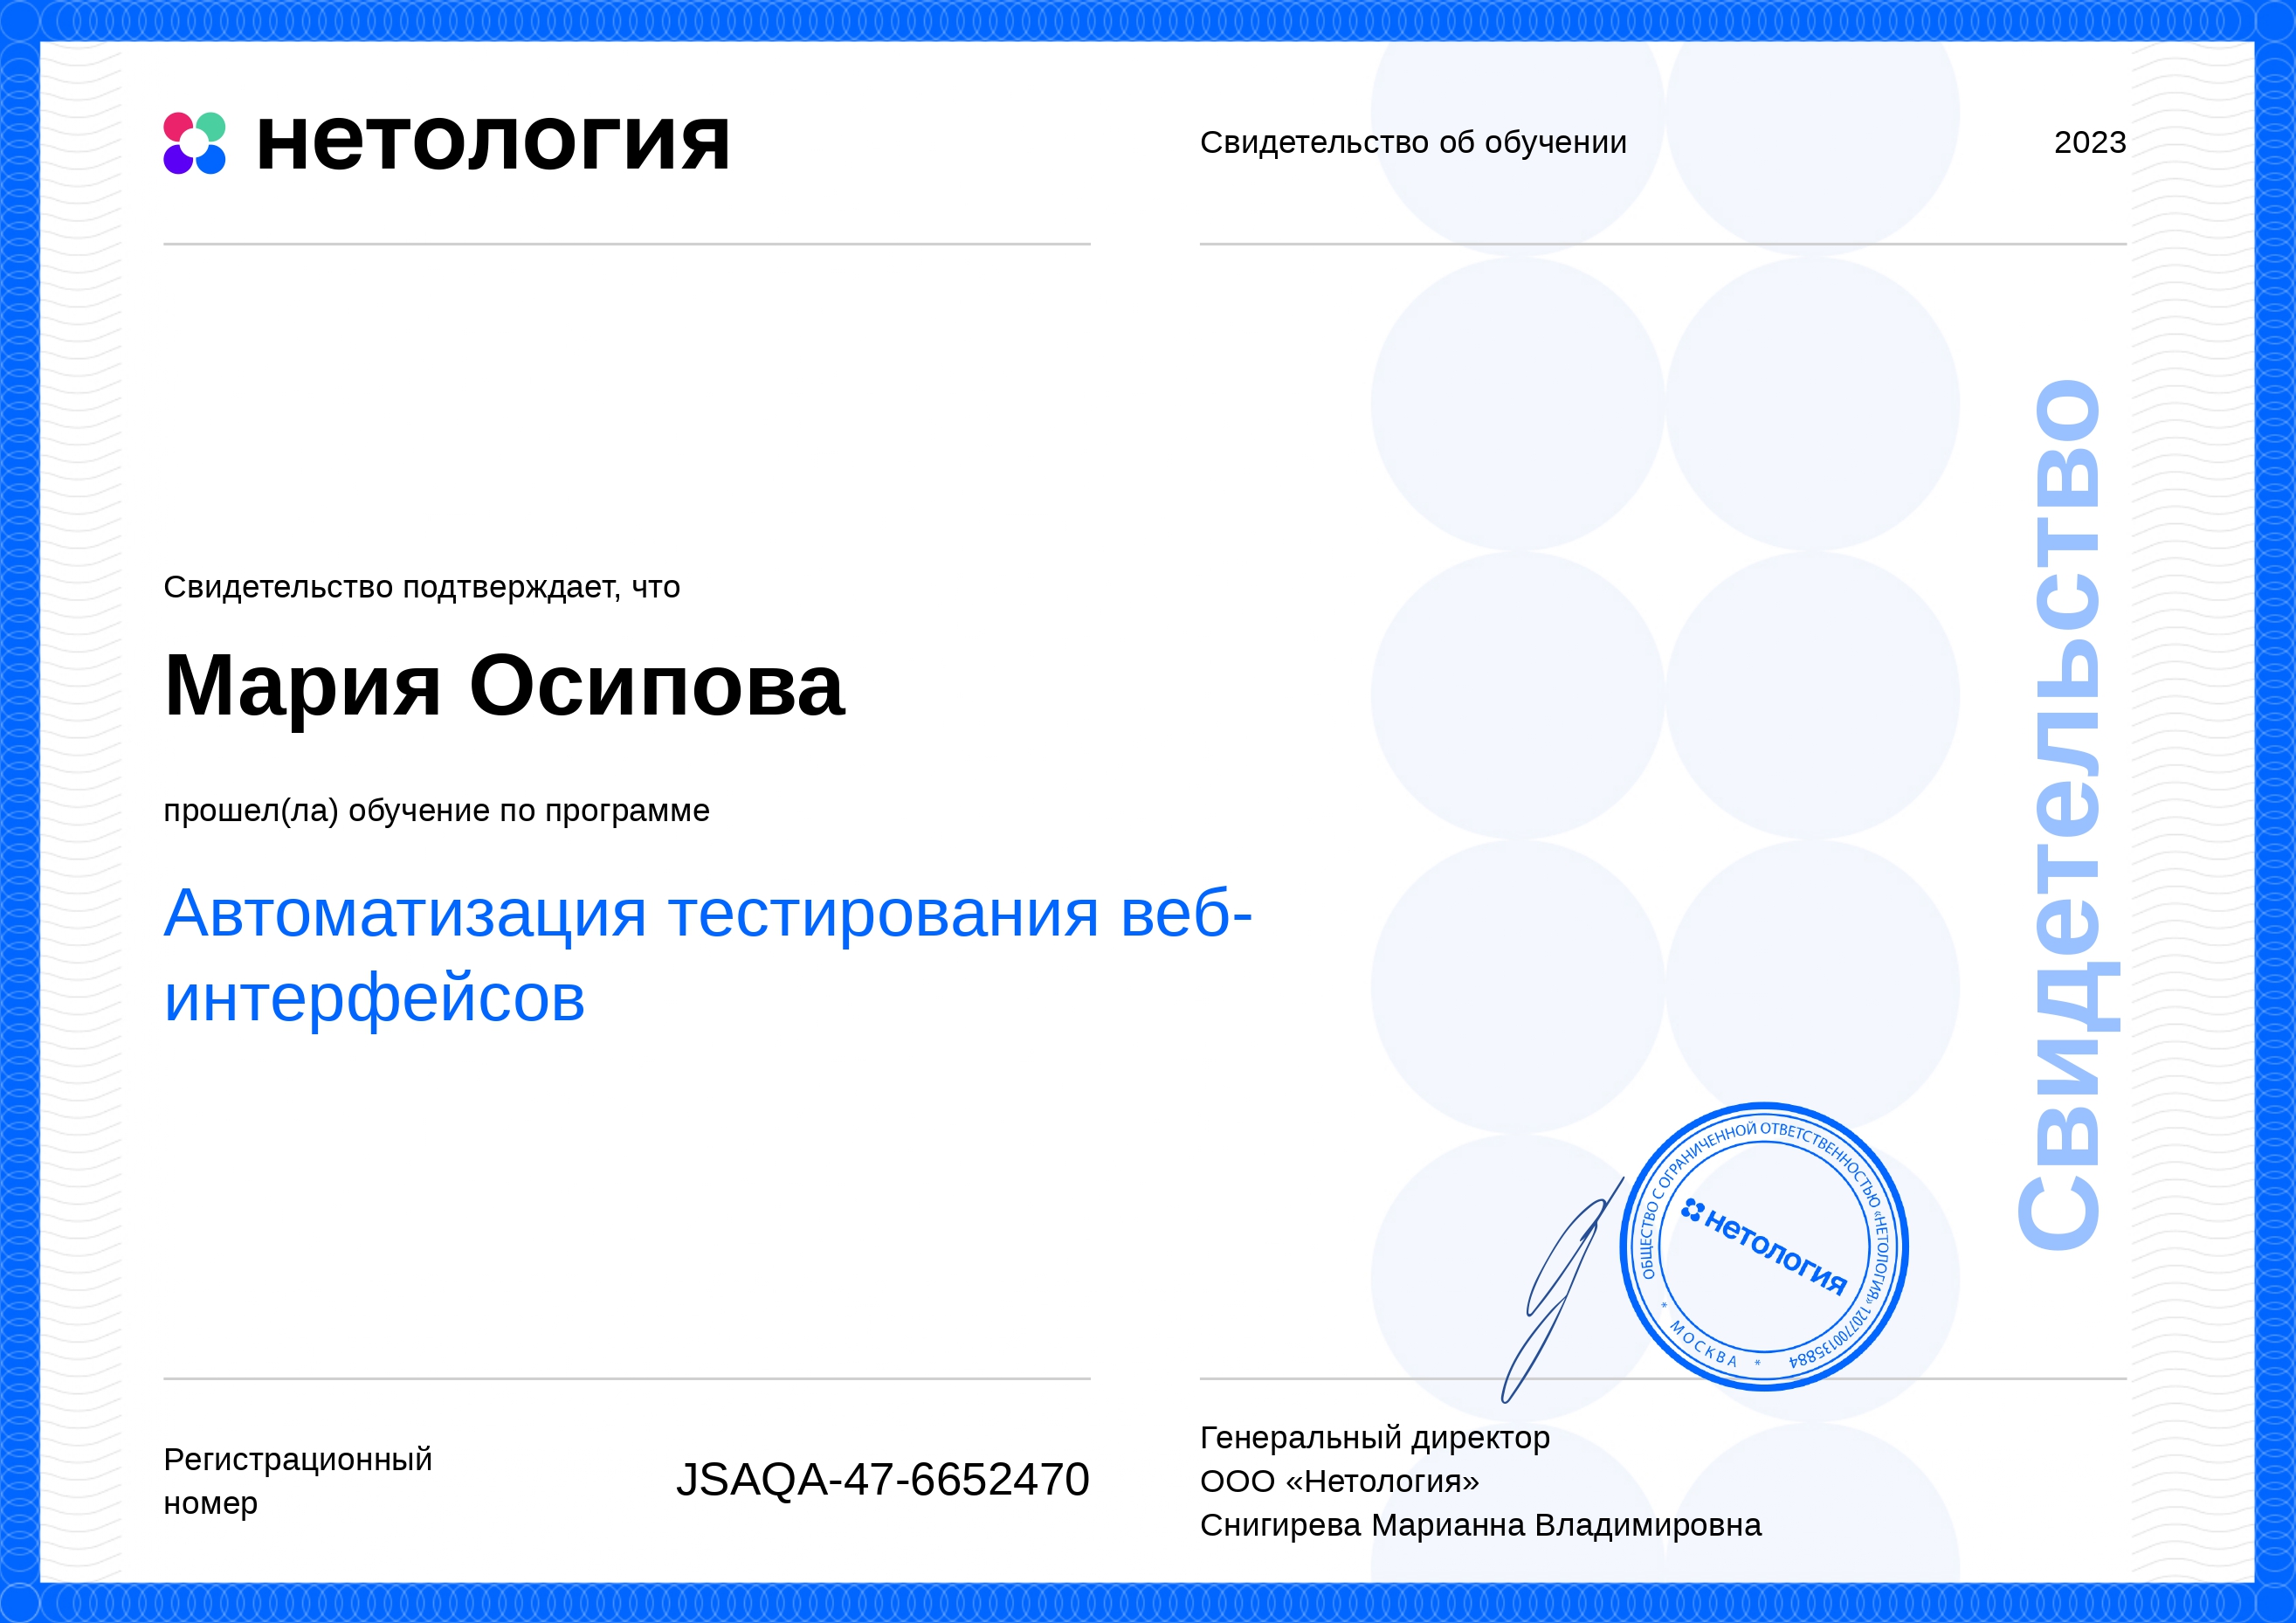 нетология
Свидетельство об обучении
2023
Свидетельство подтверждает, что
Мария Осипова
прошел(ла) обучение по программе
Автоматизация тестирования веб-
интерфейсов
Свидетельство
ОБЩЕСТВО С ОГРАНИЧЕННОЙ ОТВЕТСТВЕННОСТЬЮ «НЕТОЛОГИЯ» 1207700135884
* МОСКВА *
нетология
Регистрационный
номер
JSAQA-47-6652470
Генеральный директор
ООО «Нетология»
Снигирева Марианна Владимировна